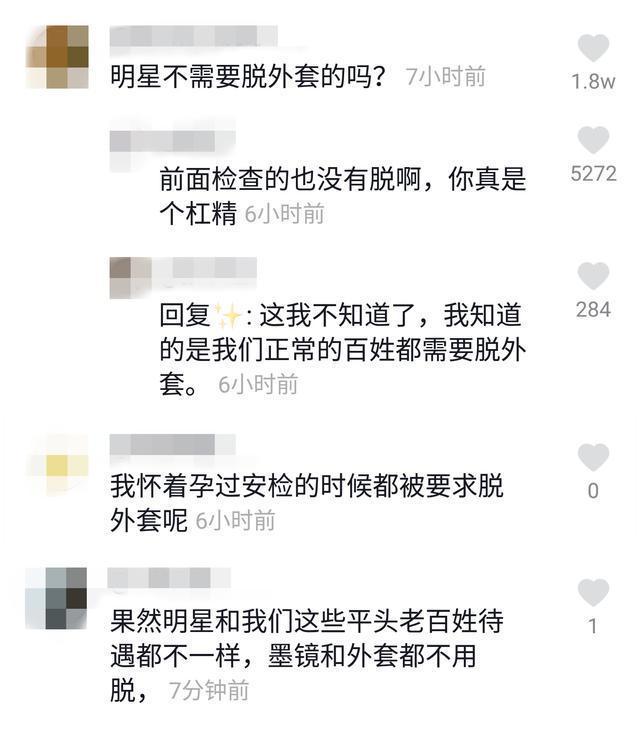 明星不需要脱外套的吗? 7小时前
1.8w
前面检查的也没有脱啊，你真是
个杠精 6小时前
5272
回复✨: 这我不知道了，我知道
的是我们正常的百姓都需要脱外
套。 6小时前
284
我怀着孕过安检的时候都被要求脱
外套呢 6小时前
0
果然明星和我们这些平头老百姓待
遇都不一样，墨镜和外套都不用
脱， 7分钟前
1